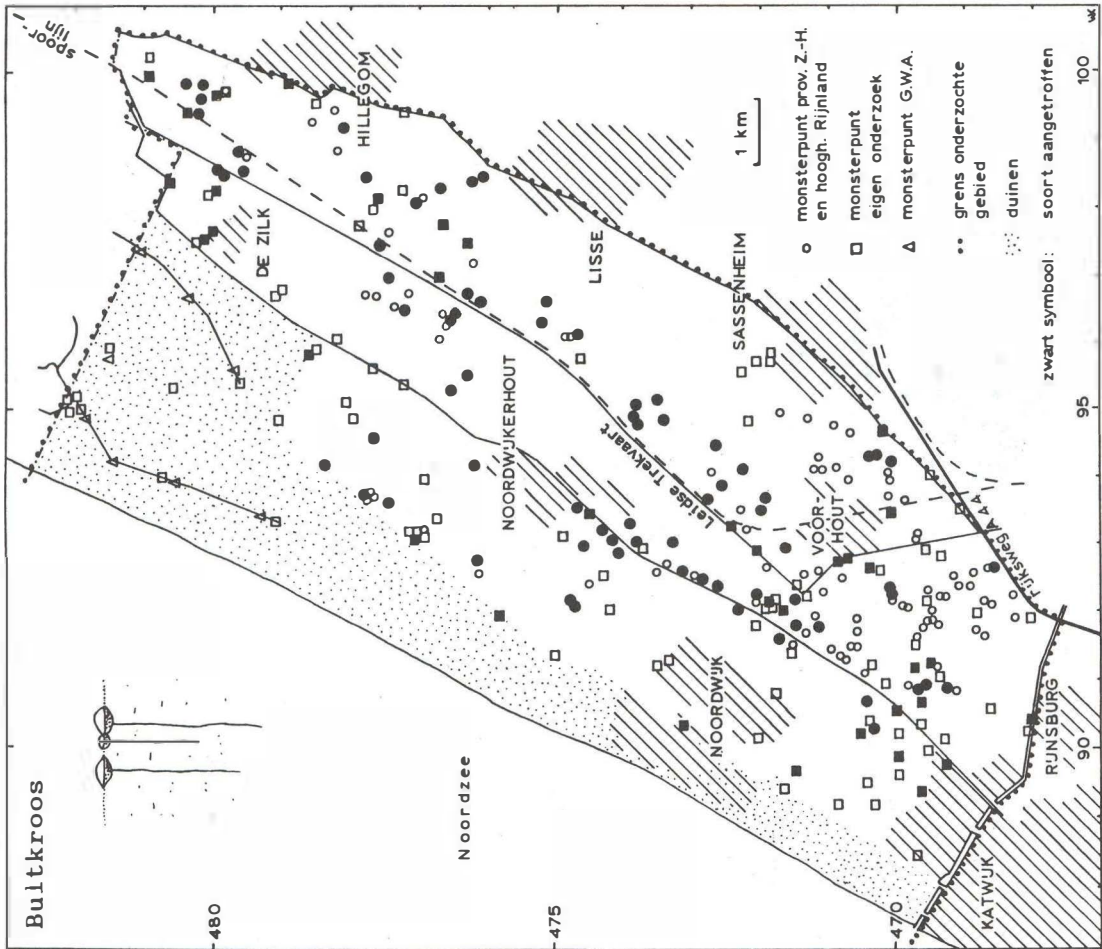 Bultkroos
spoor-
lijn
480
475
470
100
95
90
HILLEGOM
DE ZILK
LISSE
SASSENHEIM
NOORDWIJKERHOUT
Leidse Trekvaart
VOOR-
HOUT
Rijksweg
NOORDWIJK
Noordzee
RIJNSBURG
KATWIJK
1 km
monsterpunt prov. Z.-H.
en hoogh. Rijnland
monsterpunt
eigen onderzoek
monsterpunt G.W.A.
grens onderzochte
gebied
duinen
zwart symbool: soort aangetroffen